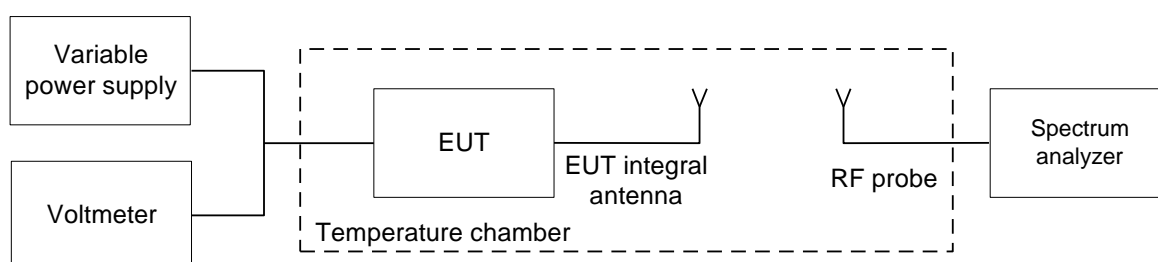 Variable
power supply
Voltmeter
EUT
EUT integral
antenna
RF probe
Temperature chamber
Spectrum
analyzer